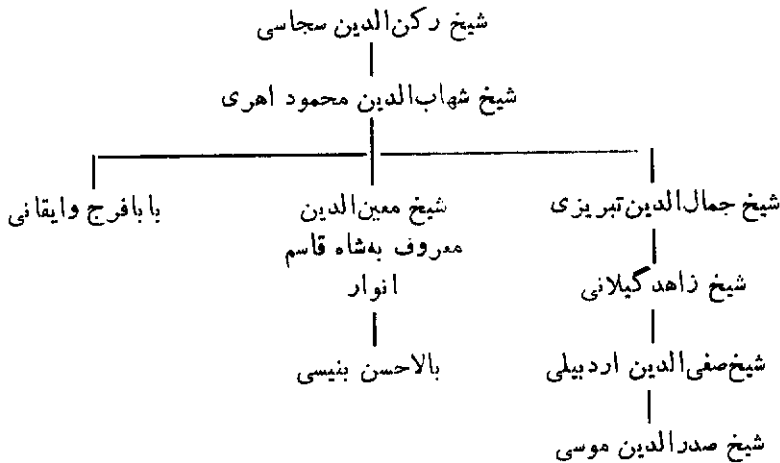 شیخ رکن‌الدین سجاسی
شیخ شهاب‌الدین محمود اهری
شیخ جمال‌الدین تبریزی
شیخ زاهد گیلانی
شیخ صفی‌الدین اردبیلی
شیخ صدرالدین موسی
شیخ معین‌الدین
معروف به‌شاه قاسم
انوار
بالاحسن بنیسی
بابافرج وایقانی